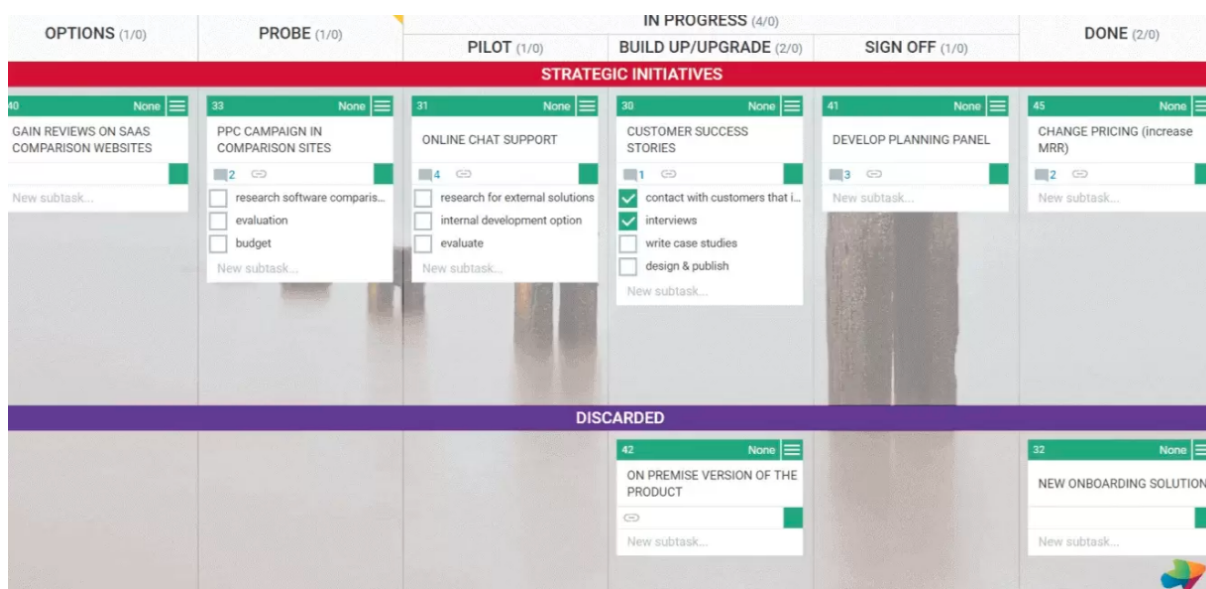 OPTIONS (1/0)
PROBE (1/0)
IN PROGRESS (4/0)
PILOT (1/0)
BUILD UP/UPGRADE (2/0)
SIGN OFF (1/0)
DONE (2/0)
STRATEGIC INITIATIVES
40 None
GAIN REVIEWS ON SAAS
COMPARISON WEBSITES
New subtask...
33 None
PPC CAMPAIGN IN
COMPARISON SITES
2
research software comparis...
evaluation
budget
New subtask...
31 None
ONLINE CHAT SUPPORT
4
research for external solutions
internal development option
evaluate
New subtask...
30 None
CUSTOMER SUCCESS
STORIES
1
contact with customers that i...
interviews
write case studies
design & publish
New subtask...
41 None
DEVELOP PLANNING PANEL
3
New subtask...
45 None
CHANGE PRICING (increase
MRR)
2
New subtask...
DISCARDED
42 None
ON PREMISE VERSION OF THE
PRODUCT
New subtask...
32 None
NEW ONBOARDING SOLUTION
New subtask...